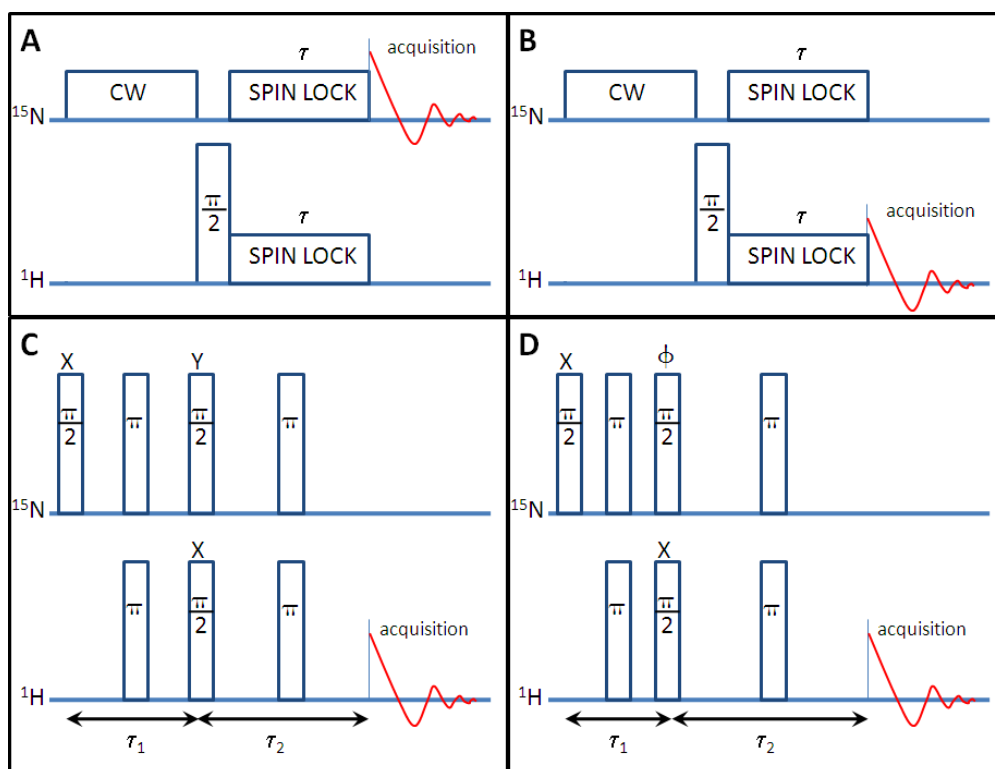 A
τ
acquisition
CW
SPIN LOCK
¹⁵N
π
2
τ
SPIN LOCK
¹H
B
τ
CW
SPIN LOCK
¹⁵N
π
2
τ
acquisition
SPIN LOCK
¹H
C
X
Y
π
2
π
π
2
π
¹⁵N
X
π
π
2
π
acquisition
¹H
τ₁
τ₂
D
X
ϕ
π
2
π
π
2
π
¹⁵N
X
π
π
2
π
acquisition
¹H
τ₁
τ₂